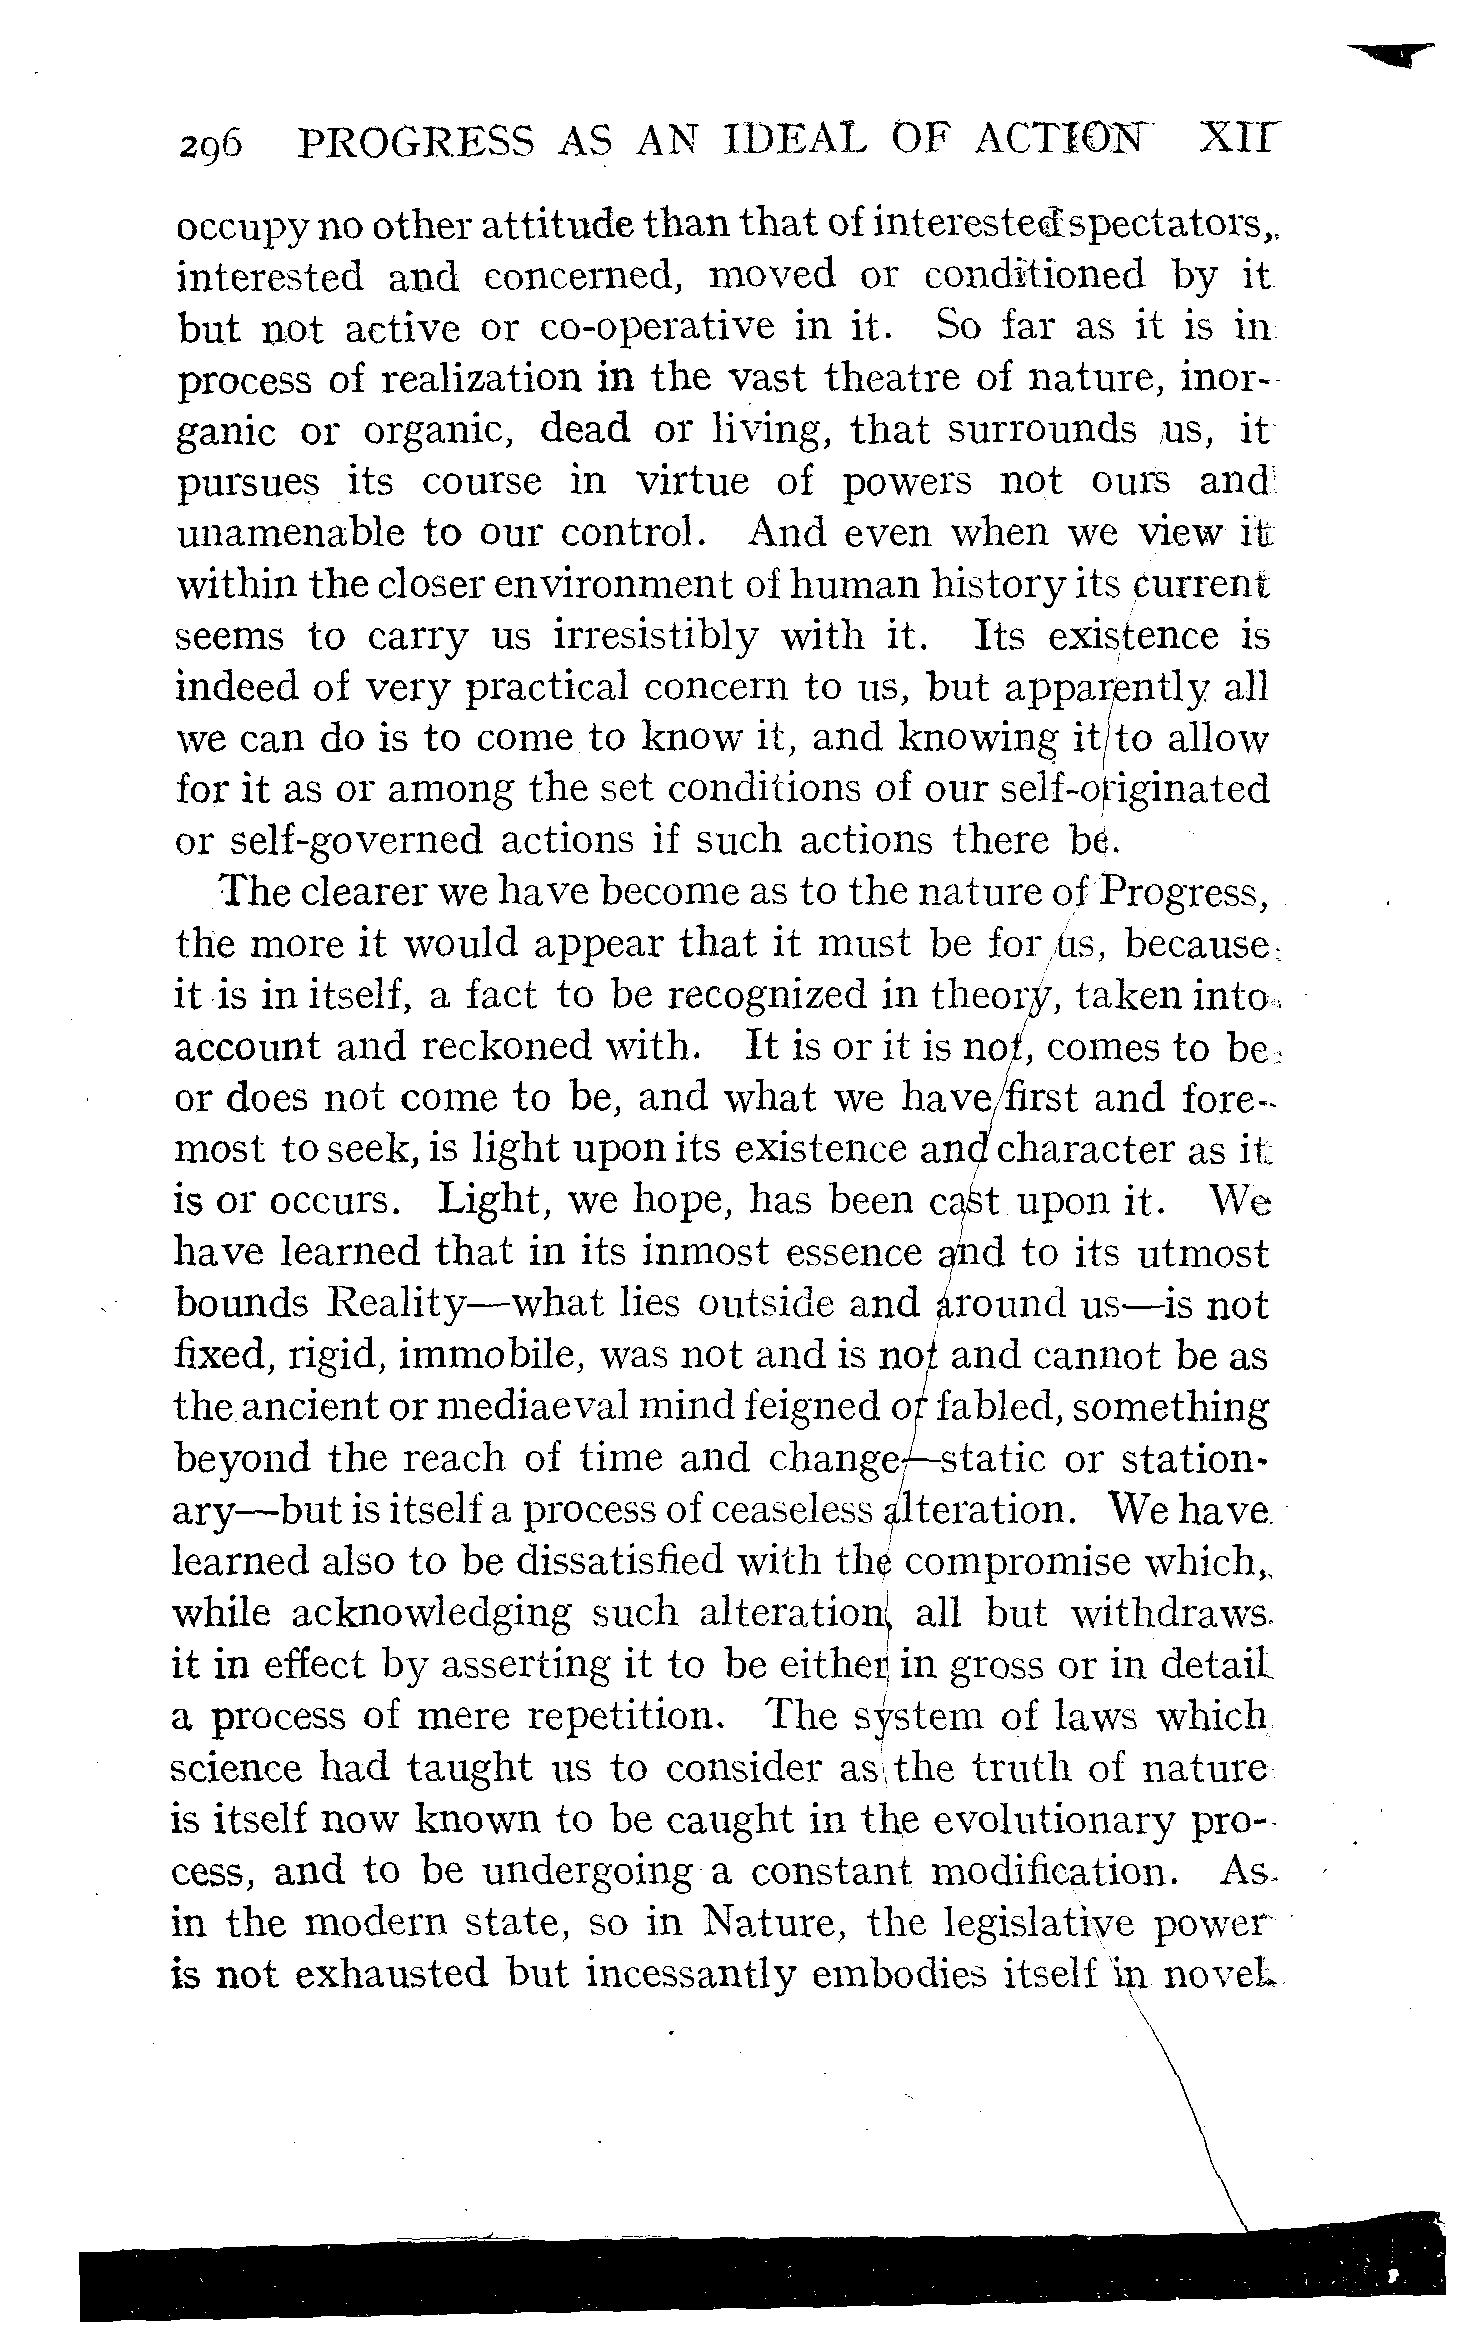 296 PROGRESS AS AN IDEAL OF ACTION XII
occupy no other attitude than that of interested spectators,
interested and concerned, moved or conditioned by it
but not active or co-operative in it. So far as it is in
process of realization in the vast theatre of nature, inor-
ganic or organic, dead or living, that surrounds us, it
pursues its course in virtue of powers not ours and
unamenable to our control. And even when we view it
within the closer environment of human history its current
seems to carry us irresistibly with it. Its existence is
indeed of very practical concern to us, but apparently all
we can do is to come to know it, and knowing it to allow
for it as or among the set conditions of our self-originated
or self-governed actions if such actions there be.
The clearer we have become as to the nature of Progress,
the more it would appear that it must be for us, because
it is in itself, a fact to be recognized in theory, taken into
account and reckoned with. It is or it is not, comes to be
or does not come to be, and what we have first and fore-
most to seek, is light upon its existence and character as it
is or occurs. Light, we hope, has been cast upon it. We
have learned that in its inmost essence and to its utmost
bounds Reality—what lies outside and around us—is not
fixed, rigid, immobile, was not and is not and cannot be as
the ancient or mediaeval mind feigned or fabled, something
beyond the reach of time and change—static or station-
ary—but is itself a process of ceaseless alteration. We have
learned also to be dissatisfied with the compromise which,
while acknowledging such alteration, all but withdraws
it in effect by asserting it to be either in gross or in detail
a process of mere repetition. The system of laws which
science had taught us to consider as the truth of nature
is itself now known to be caught in the evolutionary pro-
cess, and to be undergoing a constant modification. As
in the modern state, so in Nature, the legislative power
is not exhausted but incessantly embodies itself in novel